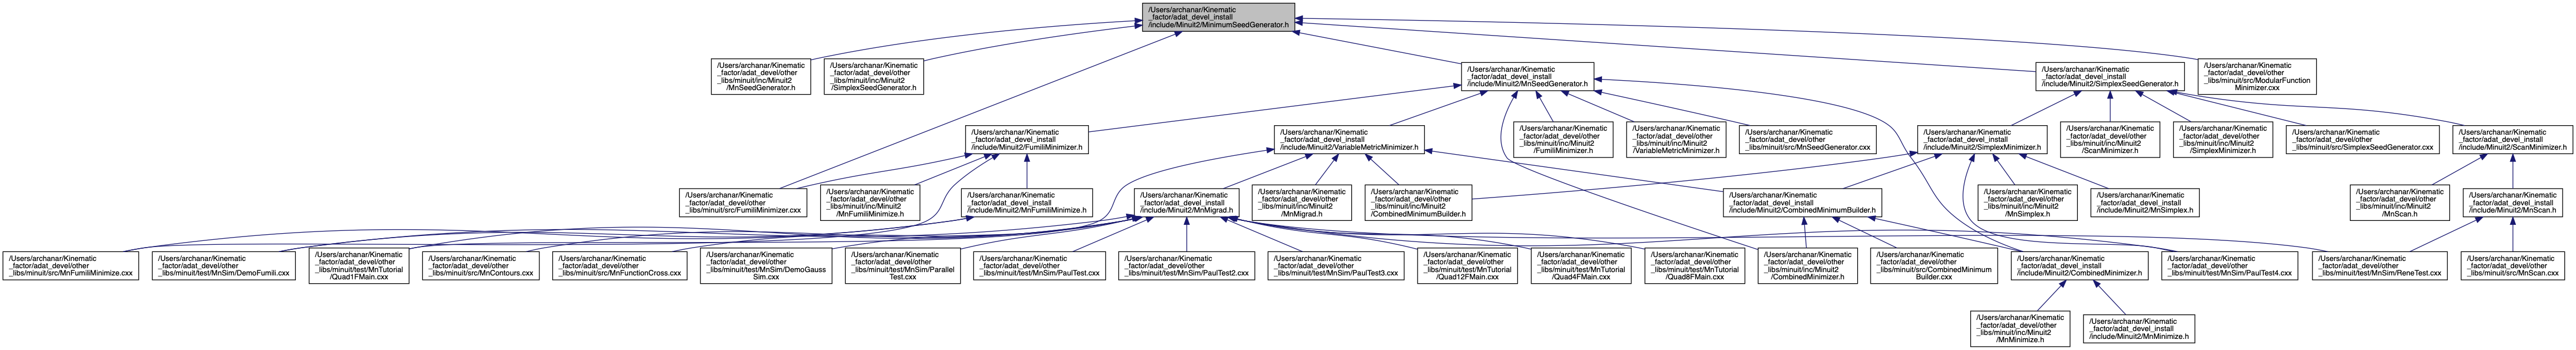 /Users/archanar/Kinematic
_factor/adat_devel_install
/include/Minuit2/MinimumSeedGenerator.h
/Users/archanar/Kinematic
_factor/adat_devel/other
_libs/minuit/inc/Minuit2
/MnSeedGenerator.h
/Users/archanar/Kinematic
_factor/adat_devel/other
_libs/minuit/inc/Minuit2
/SimplexSeedGenerator.h
/Users/archanar/Kinematic
_factor/adat_devel_install
/include/Minuit2/MnSeedGenerator.h
/Users/archanar/Kinematic
_factor/adat_devel_install
/include/Minuit2/SimplexSeedGenerator.h
/Users/archanar/Kinematic
_factor/adat_devel/other
_libs/minuit/src/ModularFunction
Minimizer.cxx
/Users/archanar/Kinematic
_factor/adat_devel_install
/include/Minuit2/FumiliMinimizer.h
/Users/archanar/Kinematic
_factor/adat_devel_install
/include/Minuit2/VariableMetricMinimizer.h
/Users/archanar/Kinematic
_factor/adat_devel/other
_libs/minuit/inc/Minuit2
/FumiliMinimizer.h
/Users/archanar/Kinematic
_factor/adat_devel/other
_libs/minuit/inc/Minuit2
/VariableMetricMinimizer.h
/Users/archanar/Kinematic
_factor/adat_devel/other
_libs/minuit/src/MnSeedGenerator.cxx
/Users/archanar/Kinematic
_factor/adat_devel_install
/include/Minuit2/SimplexMinimizer.h
/Users/archanar/Kinematic
_factor/adat_devel/other
_libs/minuit/inc/Minuit2
/ScanMinimizer.h
/Users/archanar/Kinematic
_factor/adat_devel/other
_libs/minuit/inc/Minuit2
/SimplexMinimizer.h
/Users/archanar/Kinematic
_factor/adat_devel/other
_libs/minuit/src/SimplexSeedGenerator.cxx
/Users/archanar/Kinematic
_factor/adat_devel_install
/include/Minuit2/ScanMinimizer.h
/Users/archanar/Kinematic
_factor/adat_devel/other
_libs/minuit/src/FumiliMinimizer.cxx
/Users/archanar/Kinematic
_factor/adat_devel/other
_libs/minuit/inc/Minuit2
/MnFumiliMinimize.h
/Users/archanar/Kinematic
_factor/adat_devel_install
/include/Minuit2/MnFumiliMinimize.h
/Users/archanar/Kinematic
_factor/adat_devel_install
/include/Minuit2/MnMigrad.h
/Users/archanar/Kinematic
_factor/adat_devel/other
_libs/minuit/inc/Minuit2
/MnMigrad.h
/Users/archanar/Kinematic
_factor/adat_devel/other
_libs/minuit/inc/Minuit2
/CombinedMinimumBuilder.h
/Users/archanar/Kinematic
_factor/adat_devel_install
/include/Minuit2/CombinedMinimumBuilder.h
/Users/archanar/Kinematic
_factor/adat_devel/other
_libs/minuit/inc/Minuit2
/MnSimplex.h
/Users/archanar/Kinematic
_factor/adat_devel_install
/include/Minuit2/MnSimplex.h
/Users/archanar/Kinematic
_factor/adat_devel/other
_libs/minuit/inc/Minuit2
/MnScan.h
/Users/archanar/Kinematic
_factor/adat_devel_install
/include/Minuit2/MnScan.h
/Users/archanar/Kinematic
_factor/adat_devel/other
_libs/minuit/src/MnFumiliMinimize.cxx
/Users/archanar/Kinematic
_factor/adat_devel/other
_libs/minuit/test/MnSim/DemoFumili.cxx
/Users/archanar/Kinematic
_factor/adat_devel/other
_libs/minuit/test/MnTutorial
/Quad1FMain.cxx
/Users/archanar/Kinematic
_factor/adat_devel/other
_libs/minuit/src/MnContours.cxx
/Users/archanar/Kinematic
_factor/adat_devel/other
_libs/minuit/src/MnFunctionCross.cxx
/Users/archanar/Kinematic
_factor/adat_devel/other
_libs/minuit/test/MnSim/DemoGauss
Sim.cxx
/Users/archanar/Kinematic
_factor/adat_devel/other
_libs/minuit/test/MnSim/Parallel
Test.cxx
/Users/archanar/Kinematic
_factor/adat_devel/other
_libs/minuit/test/MnSim/PaulTest.cxx
/Users/archanar/Kinematic
_factor/adat_devel/other
_libs/minuit/test/MnSim/PaulTest2.cxx
/Users/archanar/Kinematic
_factor/adat_devel/other
_libs/minuit/test/MnSim/PaulTest3.cxx
/Users/archanar/Kinematic
_factor/adat_devel/other
_libs/minuit/test/MnTutorial
/Quad12FMain.cxx
/Users/archanar/Kinematic
_factor/adat_devel/other
_libs/minuit/test/MnTutorial
/Quad4FMain.cxx
/Users/archanar/Kinematic
_factor/adat_devel/other
_libs/minuit/test/MnTutorial
/Quad8FMain.cxx
/Users/archanar/Kinematic
_factor/adat_devel/other
_libs/minuit/inc/Minuit2
/CombinedMinimizer.h
/Users/archanar/Kinematic
_factor/adat_devel/other
_libs/minuit/src/CombinedMinimum
Builder.cxx
/Users/archanar/Kinematic
_factor/adat_devel_install
/include/Minuit2/CombinedMinimizer.h
/Users/archanar/Kinematic
_factor/adat_devel/other
_libs/minuit/test/MnSim/PaulTest4.cxx
/Users/archanar/Kinematic
_factor/adat_devel/other
_libs/minuit/test/MnSim/ReneTest.cxx
/Users/archanar/Kinematic
_factor/adat_devel/other
_libs/minuit/src/MnScan.cxx
/Users/archanar/Kinematic
_factor/adat_devel/other
_libs/minuit/inc/Minuit2
/MnMinimize.h
/Users/archanar/Kinematic
_factor/adat_devel_install
/include/Minuit2/MnMinimize.h